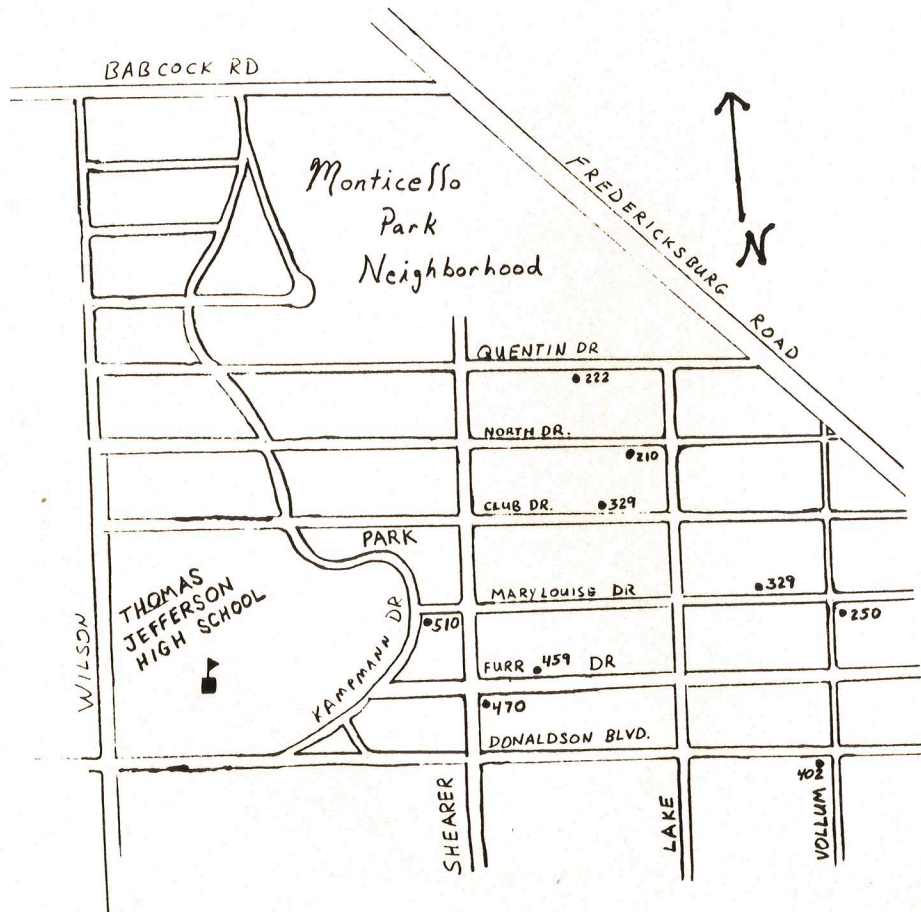 BABCOCK RD
FREDERICKSBURG ROAD
N
Monticello
Park
Neighborhood
QUENTIN DR
222
NORTH DR.
210
CLUB DR.
329
PARK
MARYLOUISE DR
329
250
510
THOMAS
JEFFERSON
HIGH SCHOOL
WILSON
KAMPMANN DR
FURR 459 DR
470
DONALDSON BLVD.
402
SHEARER
LAKE
VOLLUM